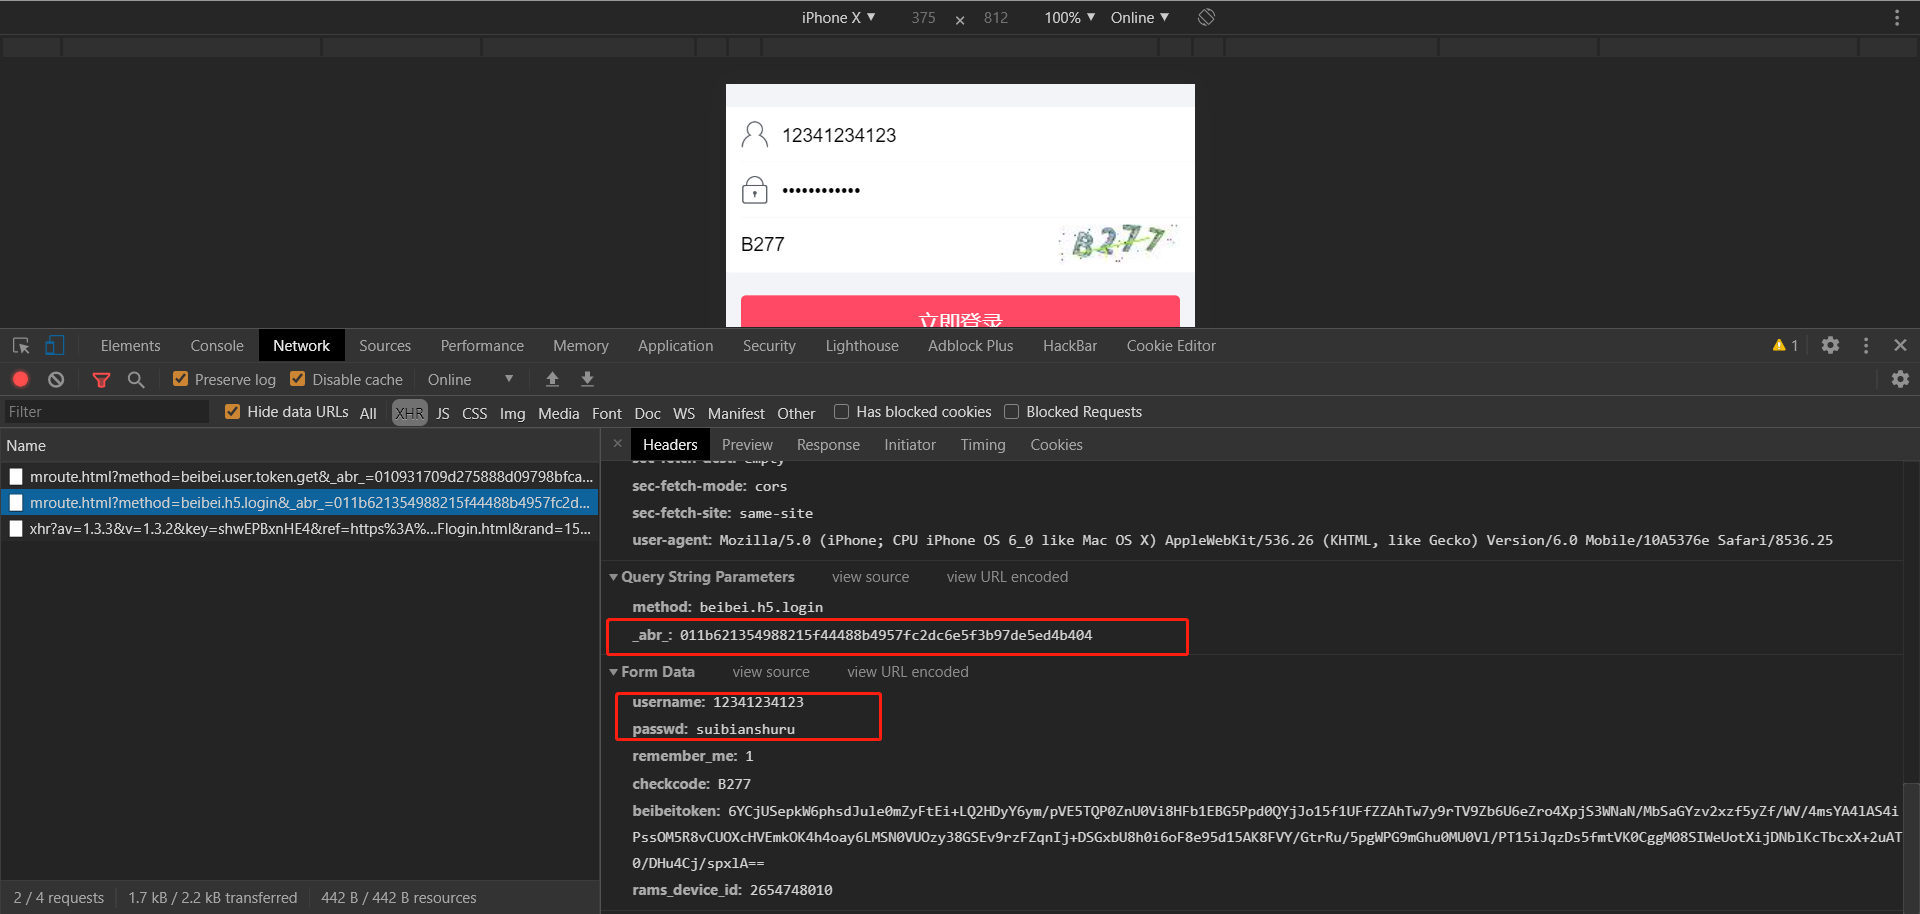 iPhone X ▼ 375 × 812 100% ▼ Online ▼
12341234123
••••••••••••
B277 B277
立即登录
Elements Console Network Sources Performance Memory Application Security Lighthouse Adblock Plus HackBar Cookie Editor 1
Preserve log Disable cache Online ▼
Filter Hide data URLs All XHR JS CSS Img Media Font Doc WS Manifest Other Has blocked cookies Blocked Requests
Name
mroute.html?method=beibei.user.token.get&_abr_=010931709d275888d09798bfca...
mroute.html?method=beibei.h5.login&_abr_=011b621354988215f44488b4957fc2d...
xhr?av=1.3.3&v=1.3.2&key=shwEPBxnHE4&ref=https%3A%...Flogin.html&rand=15...
2 / 4 requests 1.7 kB / 2.2 kB transferred 442 B / 442 B resources
× Headers Preview Response Initiator Timing Cookies
sec-fetch-dest: empty
sec-fetch-mode: cors
sec-fetch-site: same-site
user-agent: Mozilla/5.0 (iPhone; CPU iPhone OS 6_0 like Mac OS X) AppleWebKit/536.26 (KHTML, like Gecko) Version/6.0 Mobile/10A5376e Safari/8536.25
▼ Query String Parameters view source view URL encoded
method: beibei.h5.login
_abr_: 011b621354988215f44488b4957fc2dc6e5f3b97de5ed4b404
▼ Form Data view source view URL encoded
username: 12341234123
passwd: suibianshuru
remember_me: 1
checkcode: B277
beibeitoken: 6YCjUSepkW6phsdJule0mZyFtEi+LQ2HDyY6ym/pVE5TQP0ZnU0Vi8HFb1EBG5Ppd0QYjJo15f1UFfZZAhTw7y9rTV9Zb6U6eZro4XpjS3WNaN/MbSaGYzv2xzf5yZf/WV/4msYA4lAS4i
PssOM5R8vCUOXcHVEmkOK4h4oay6LMSN0VUOzy38GSEv9rzFZqnIj+DSGxbU8h0i6oF8e95d15AK8FVY/GtrRu/5pgWPG9mGhu0MU0Vl/PT15iJqzDs5fmtVK0CggM08SIWeUotXijDNblKcTbcxX+2uAT
0/DHu4Cj/spxlA==
rams_device_id: 2654748010